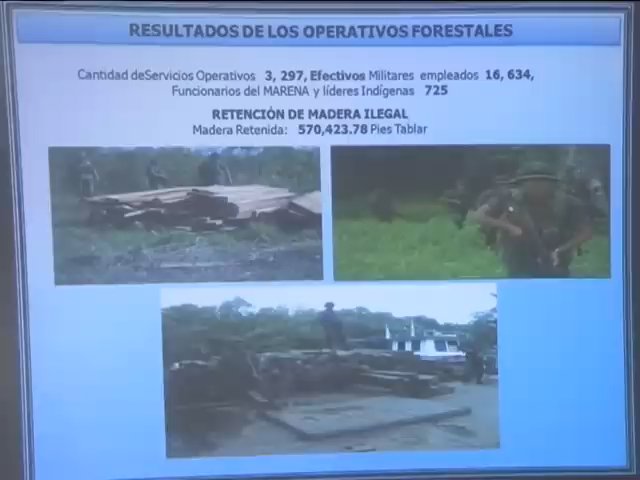 RESULTADOS DE LOS OPERATIVOS FORESTALES
Cantidad deServicios Operativos 3, 297, Efectivos Militares empleados 16, 634,
Funcionarios del MARENA y líderes Indígenas 725
RETENCIÓN DE MADERA ILEGAL
Madera Retenida: 570,423.78 Pies Tablar